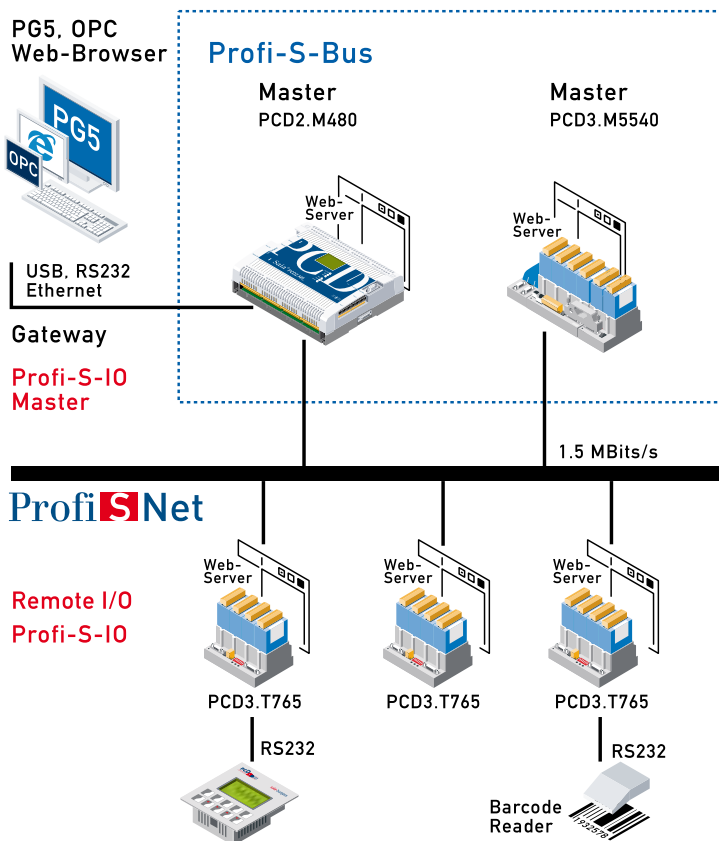 PG5, OPC
Web-Browser
Profi-S-Bus
Master
PCD2.M480
Master
PCD3.M5540
PG5
OPC
Web-
Server
Web-
Server
PCD
USB, RS232
Ethernet
Gateway
Profi-S-IO
Master
1.5 MBits/s
Profi S Net
Web-
Server
Web-
Server
Web-
Server
Remote I/O
Profi-S-IO
PCD3.T765
PCD3.T765
PCD3.T765
RS232
RS232
Barcode
Reader
1932578